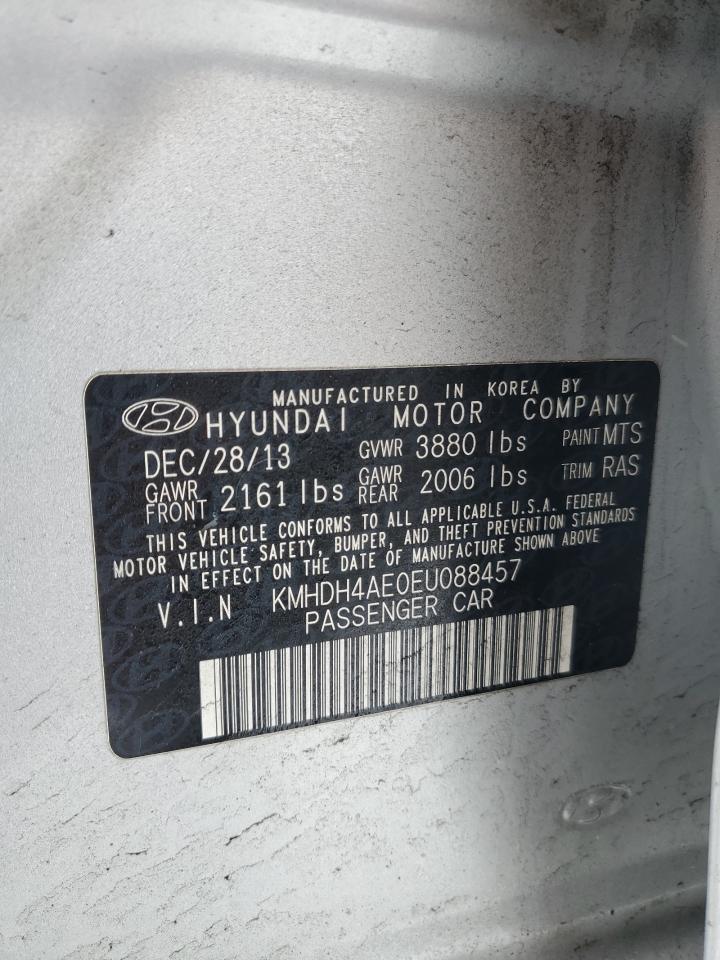 MANUFACTURED IN KOREA BY
HYUNDAI MOTOR COMPANY
DEC/28/13 GVWR 3880 lbs PAINT MTS
GAWR FRONT 2161 lbs GAWR REAR 2006 lbs TRIM RAS
THIS VEHICLE CONFORMS TO ALL APPLICABLE U.S.A. FEDERAL
MOTOR VEHICLE SAFETY, BUMPER, AND THEFT PREVENTION STANDARDS
IN EFFECT ON THE DATE OF MANUFACTURE SHOWN ABOVE
V.I.N KMHDH4AE0EU088457
PASSENGER CAR